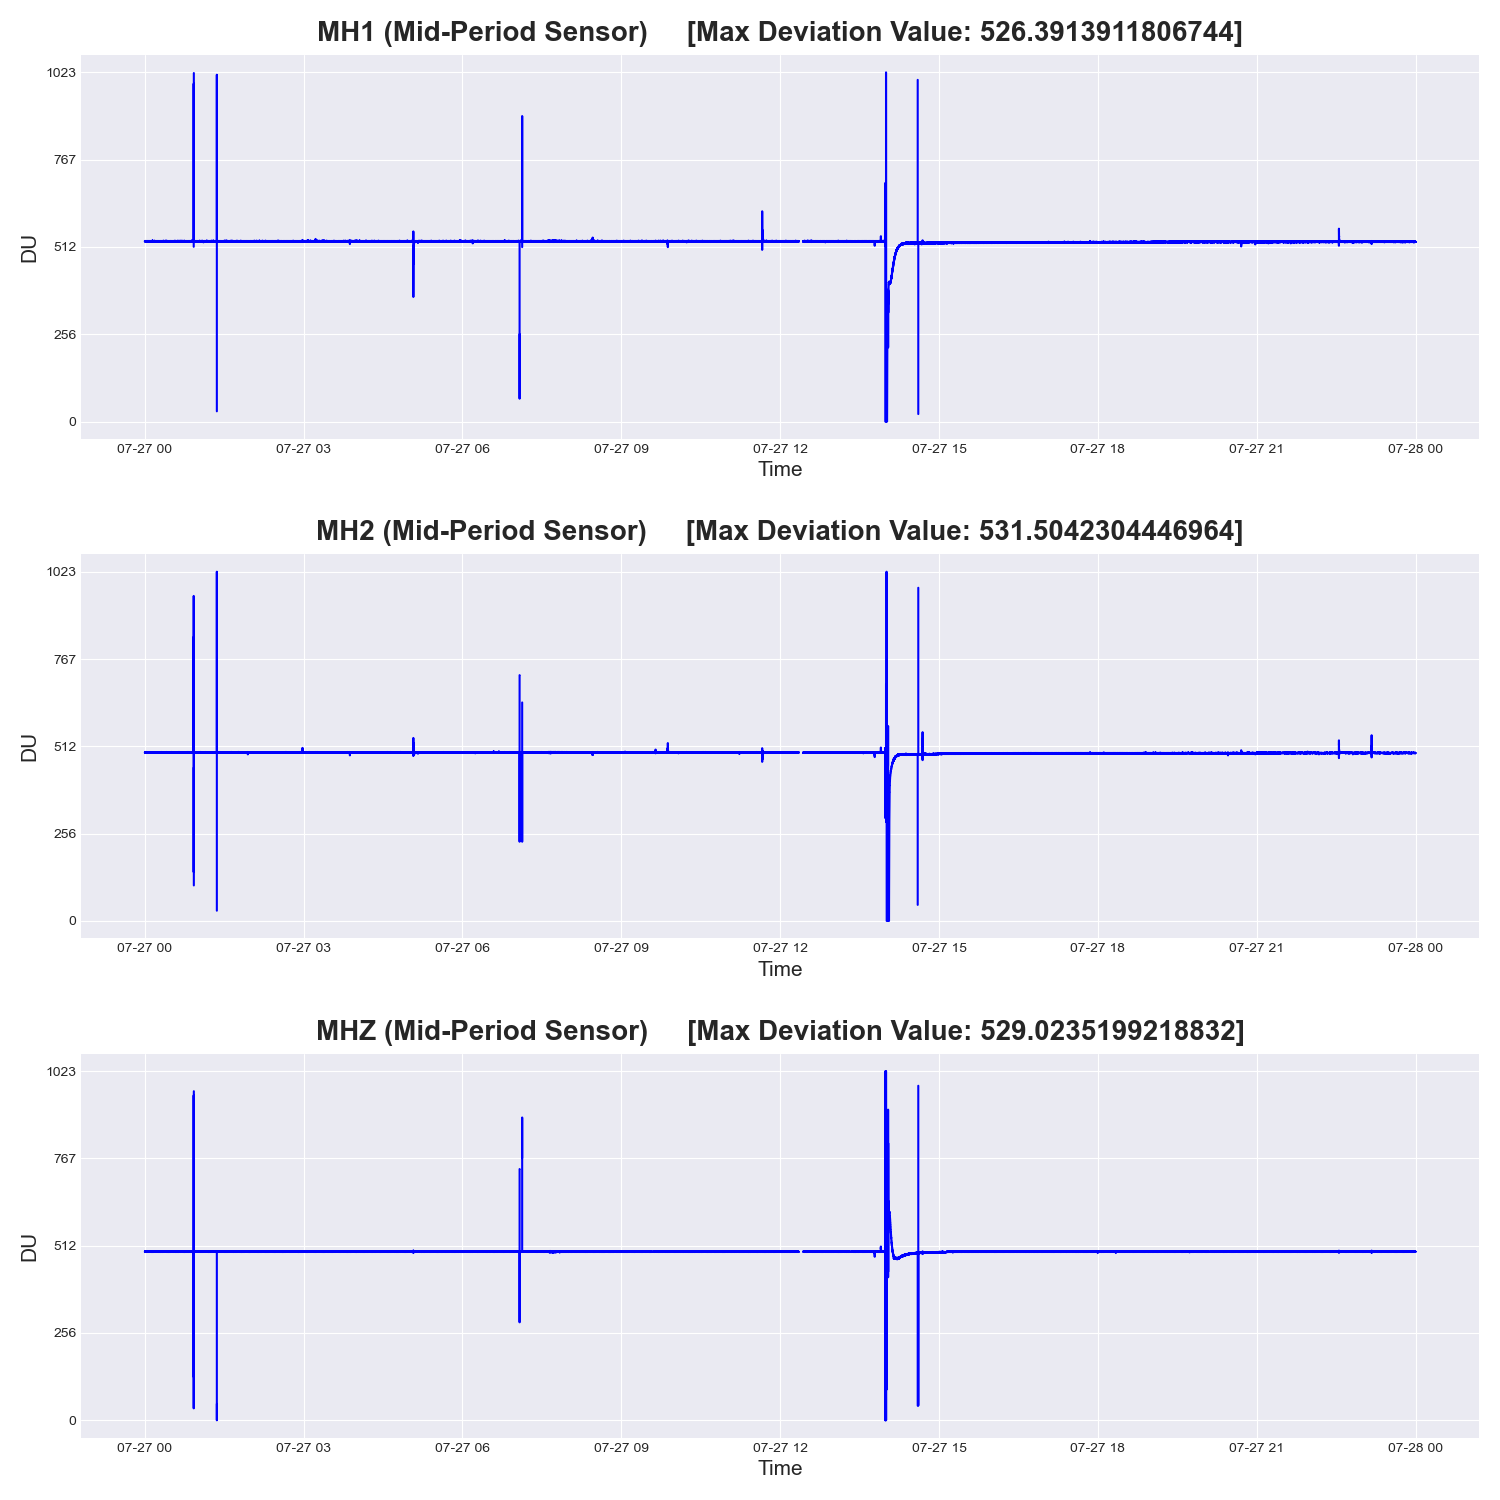 MH1 (Mid-Period Sensor) [Max Deviation Value: 526.3913911806744]
1023
767
512
256
0
DU
07-27 00 07-27 03 07-27 06 07-27 09 07-27 12 07-27 15 07-27 18 07-27 21 07-28 00
Time
MH2 (Mid-Period Sensor) [Max Deviation Value: 531.5042304446964]
1023
767
512
256
0
DU
07-27 00 07-27 03 07-27 06 07-27 09 07-27 12 07-27 15 07-27 18 07-27 21 07-28 00
Time
MHZ (Mid-Period Sensor) [Max Deviation Value: 529.0235199218832]
1023
767
512
256
0
DU
07-27 00 07-27 03 07-27 06 07-27 09 07-27 12 07-27 15 07-27 18 07-27 21 07-28 00
Time